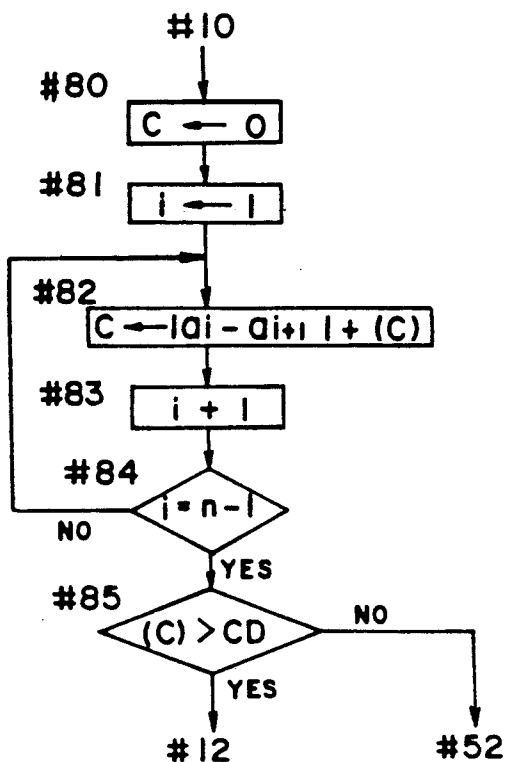 #10
#80
C ← 0
#81
i ← 1
#82
C ← |ai - ai+1| + (C)
#83
i + 1
#84
i = n - 1
NO
YES
#85
(C) > CD
NO
YES
#12
#52